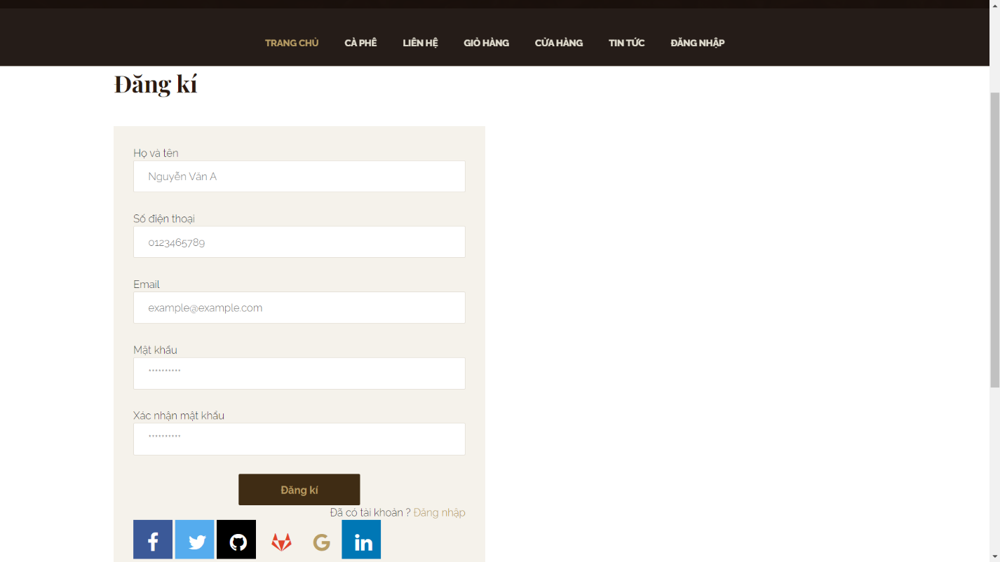 TRANG CHỦ CÀ PHÊ LIÊN HỆ GIỎ HÀNG CỬA HÀNG TIN TỨC ĐĂNG NHẬP
Đăng kí
Họ và tên
Nguyễn Văn A
Số điện thoại
0123465789
Email
example@example.com
Mật khẩu
**********
Xác nhận mật khẩu
**********
Đăng kí
Đã có tài khoản ? Đăng nhập